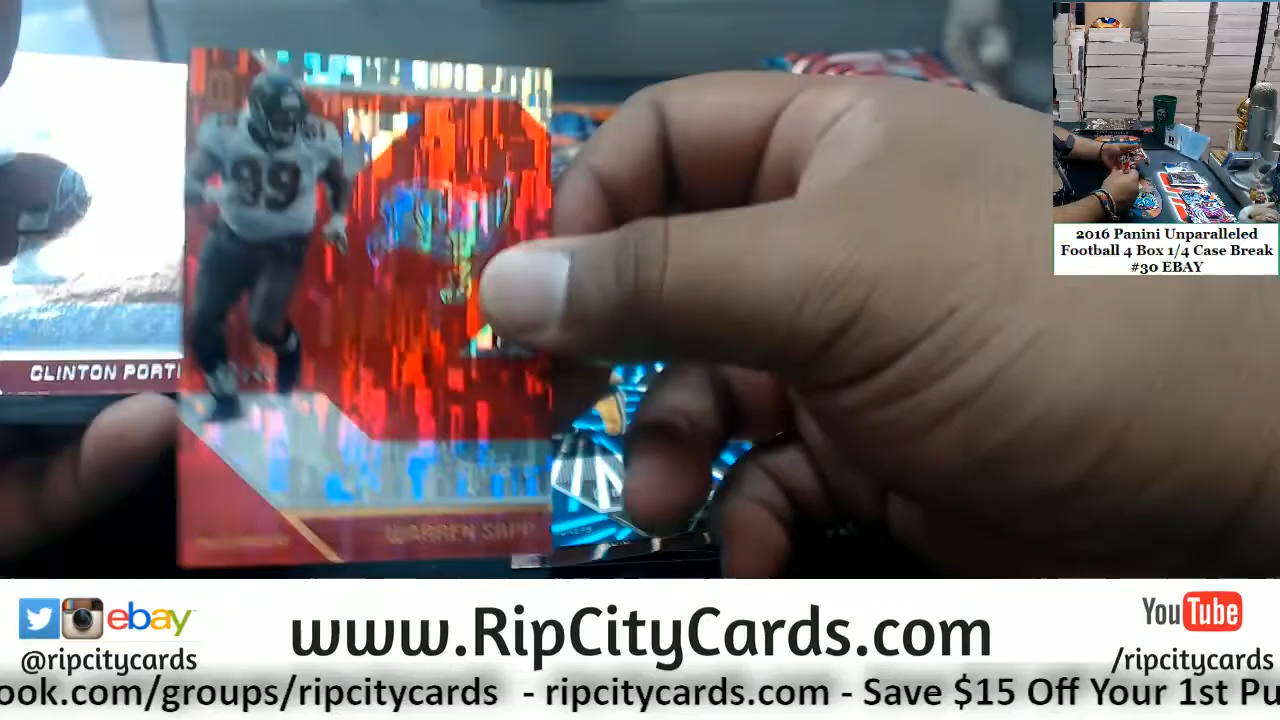 99
WARREN SAPP
CLINTON PORTI
2016 Panini Unparalleled
Football 4 Box 1/4 Case Break
#30 EBAY
ebay
@ripcitycards
www.RipCityCards.com
YouTube
/ripcitycards
ook.com/groups/ripcitycards - ripcitycards.com - Save $15 Off Your 1st Pu